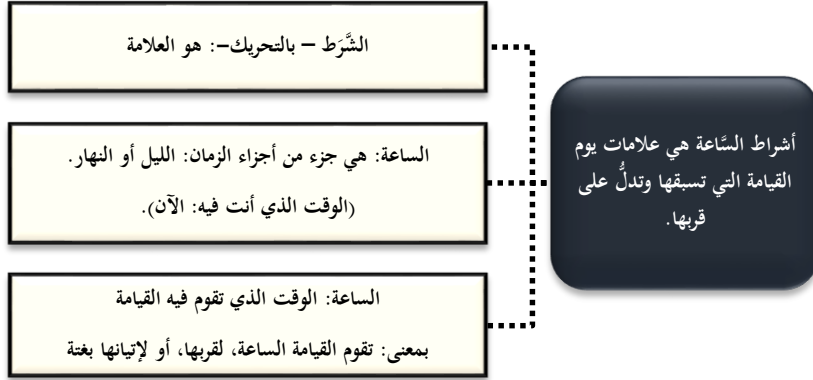 أشراط السَّاعة هي علامات يوم
القيامة التي تسبقها وتدلُّ على
قربها.
الشَّرَط – بالتحريك–: هو العلامة
الساعة: هي جزء من أجزاء الزمان: الليل أو النهار.
(الوقت الذي أنت فيه: الآن).
الساعة: الوقت الذي تقوم فيه القيامة
بمعنى: تقوم القيامة الساعة، لقربها، أو لإتيانها بغتة